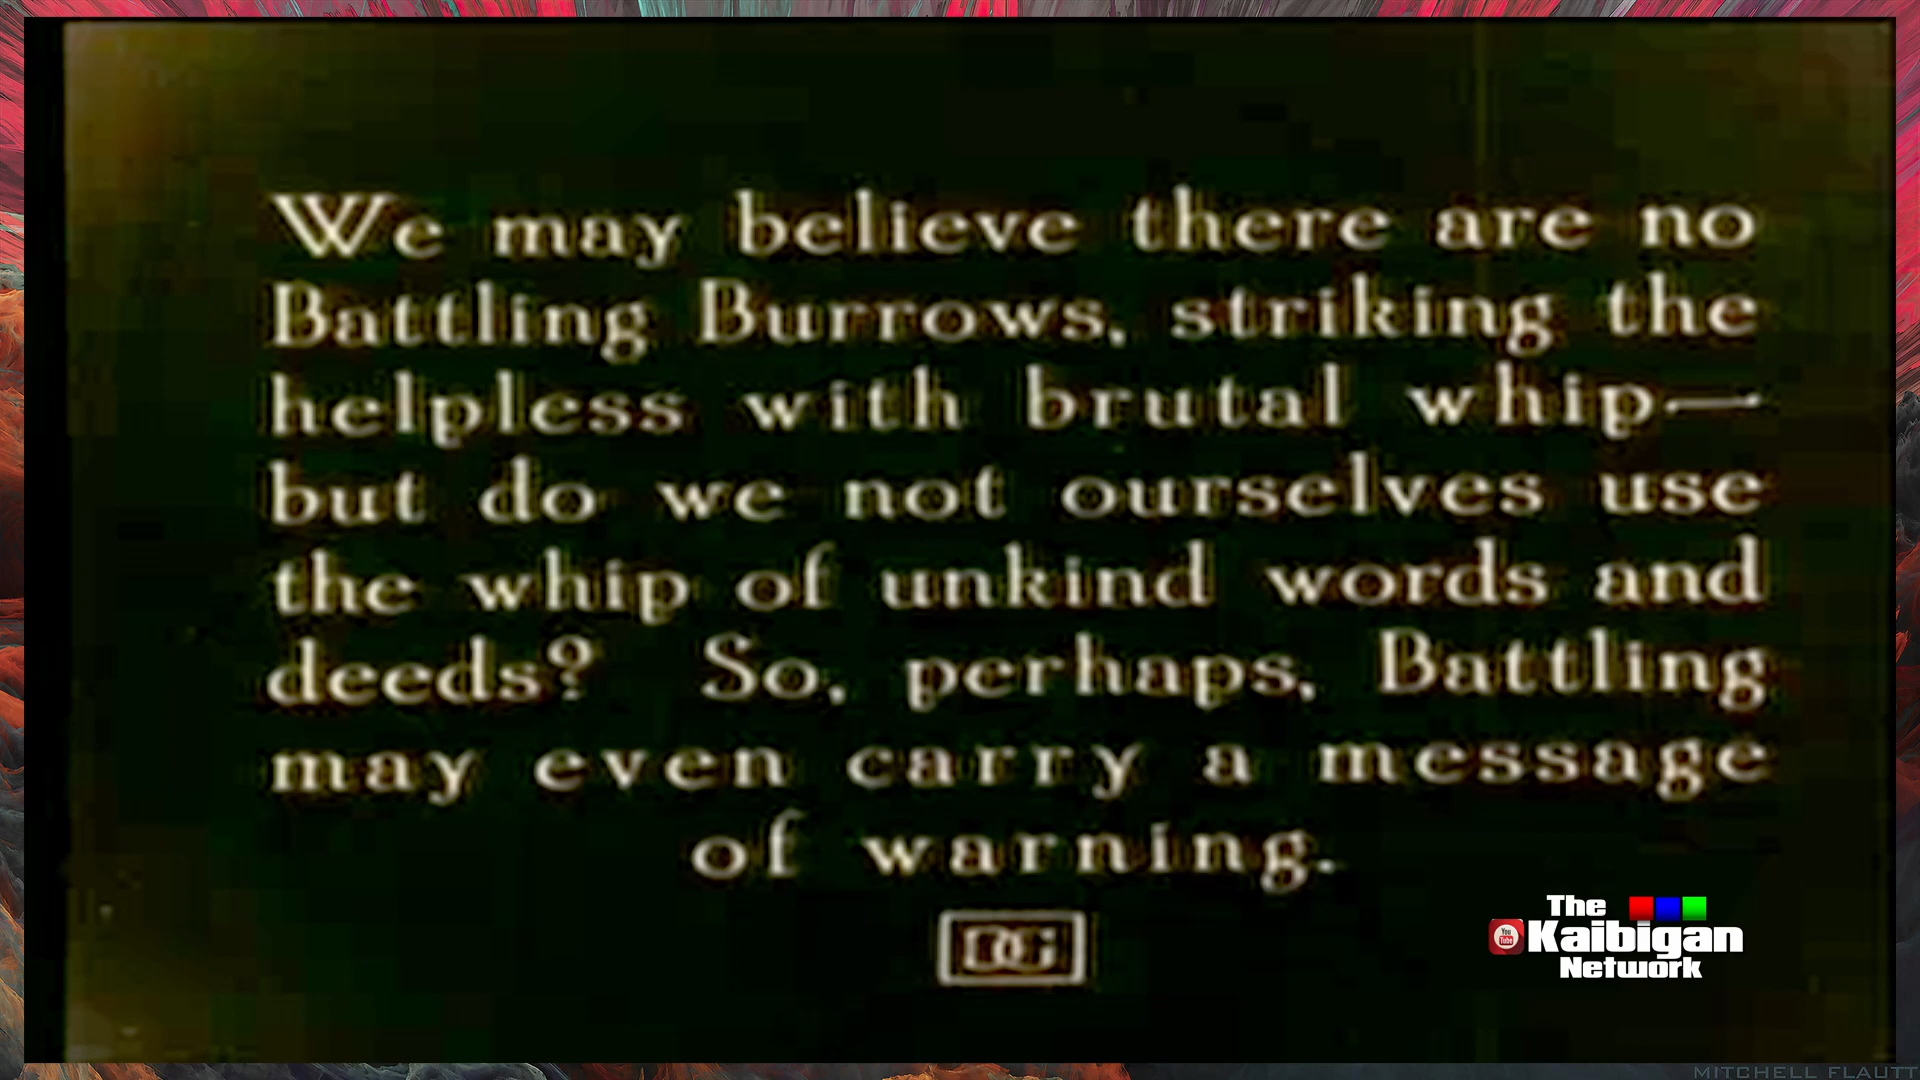 We may believe there are no
Battling Burrows, striking the
helpless with brutal whip—
but do we not ourselves use
the whip of unkind words and
deeds? So, perhaps, Battling
may even carry a message
of warning.
DG
The
You
Tube
Kaibigan
Network
MITCHELL FLAUTT